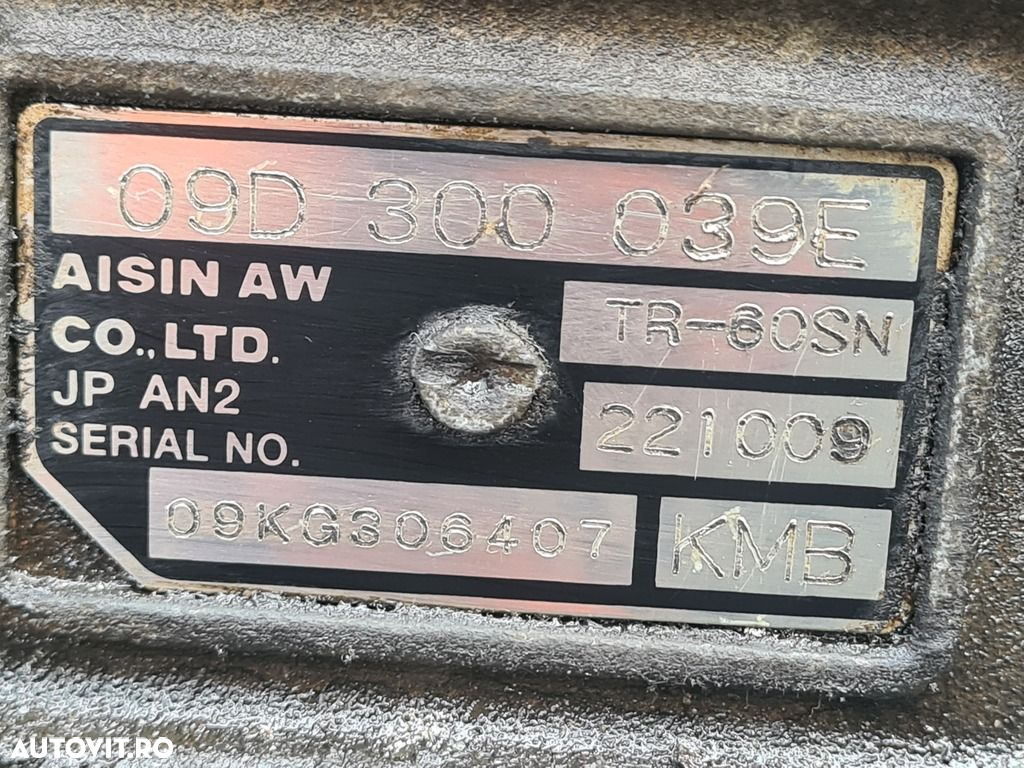 09D 300 039E
AISIN AW
CO.,LTD.
JP AN2
SERIAL NO.
TR-60SN
221009
09KG306407
KMB
AUTOVIT.RO